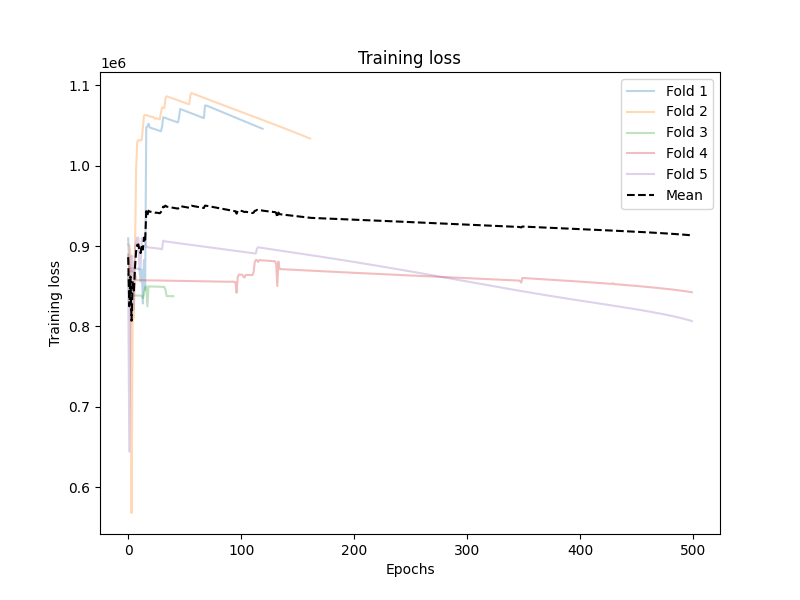 Training loss
1e6
1.1
1.0
0.9
0.8
0.7
0.6
Training loss
0
100
200
300
400
500
Epochs
Fold 1
Fold 2
Fold 3
Fold 4
Fold 5
Mean